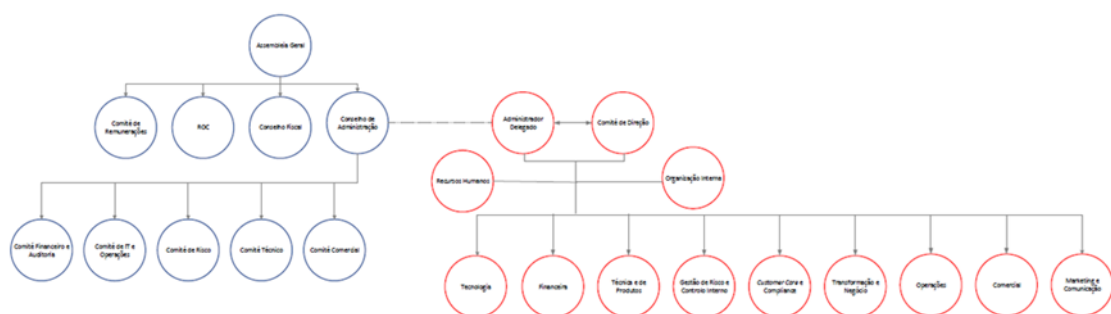 Assembleia Geral
Comité de
Remunerações
ROC
Conselho Fiscal
Conselho de
Administração
Administrador
Delegado
Comité de Direção
Recursos Humanos
Organização Interna
Comité Financeiro e
Auditoria
Comité de IT e
Operações
Comité de Risco
Comité Técnico
Comité Comercial
Tecnologia
Financeira
Técnica e de
Produtos
Gestão de Risco e
Controlo Interno
Customer Care e
Compliance
Transformação e
Negócio
Operações
Comercial
Marketing e
Comunicação